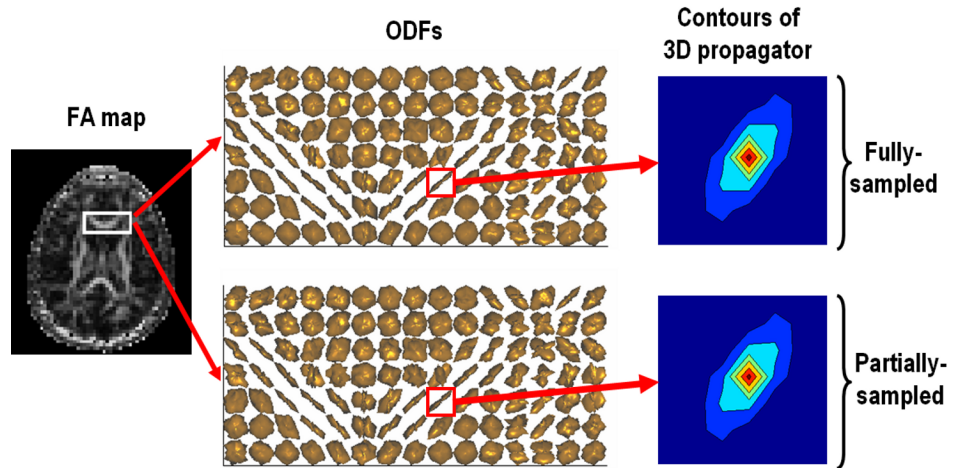 ODFs
Contours of
3D propagator
FA map
Fully-
sampled
Partially-
sampled